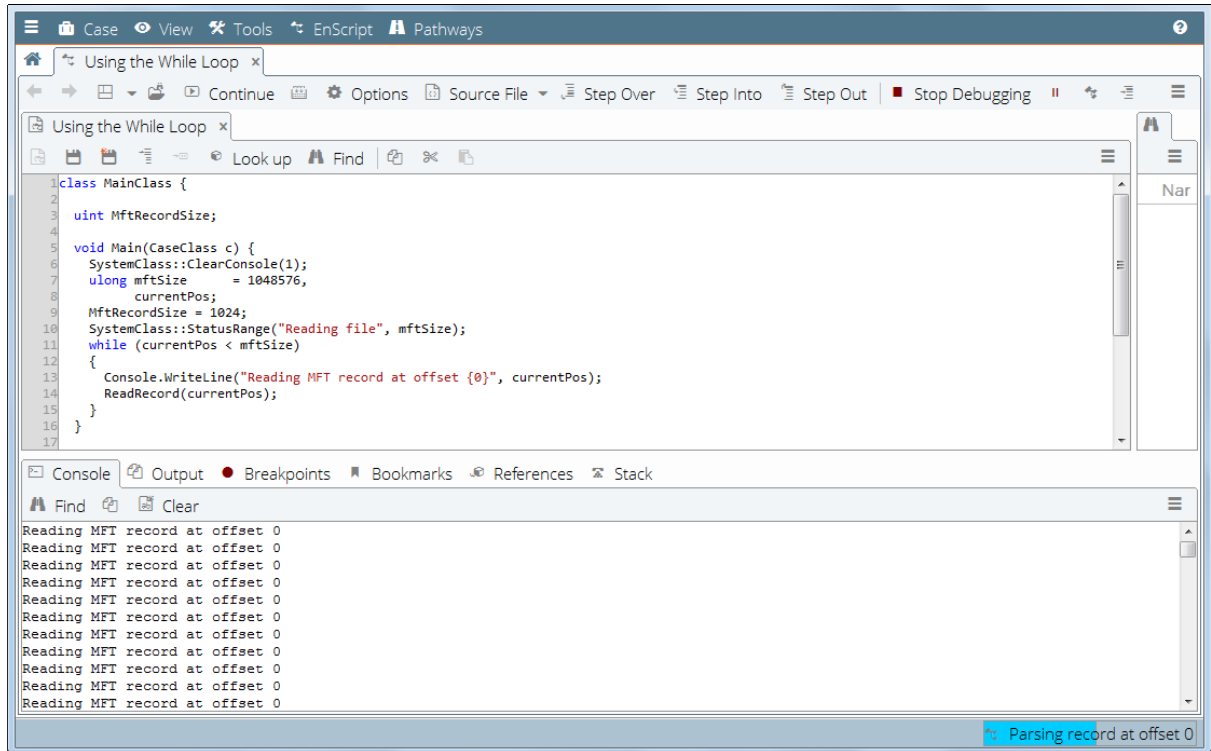 Case View Tools EnScript Pathways
Using the While Loop x
Continue Options Source File Step Over Step Into Step Out Stop Debugging
Using the While Loop x
Look up Find
1 class MainClass {
2
3 uint MftRecordSize;
4
5 void Main(CaseClass c) {
6 SystemClass::ClearConsole(1);
7 ulong mftSize = 1048576,
8 currentPos;
9 MftRecordSize = 1024;
10 SystemClass::StatusRange("Reading file", mftSize);
11 while (currentPos < mftSize)
12 {
13 Console.WriteLine("Reading MFT record at offset {0}", currentPos);
14 ReadRecord(currentPos);
15 }
16 }
17
Nar
Console Output Breakpoints Bookmarks References Stack
Find Clear
Reading MFT record at offset 0
Reading MFT record at offset 0
Reading MFT record at offset 0
Reading MFT record at offset 0
Reading MFT record at offset 0
Reading MFT record at offset 0
Reading MFT record at offset 0
Reading MFT record at offset 0
Reading MFT record at offset 0
Reading MFT record at offset 0
Reading MFT record at offset 0
Parsing record at offset 0